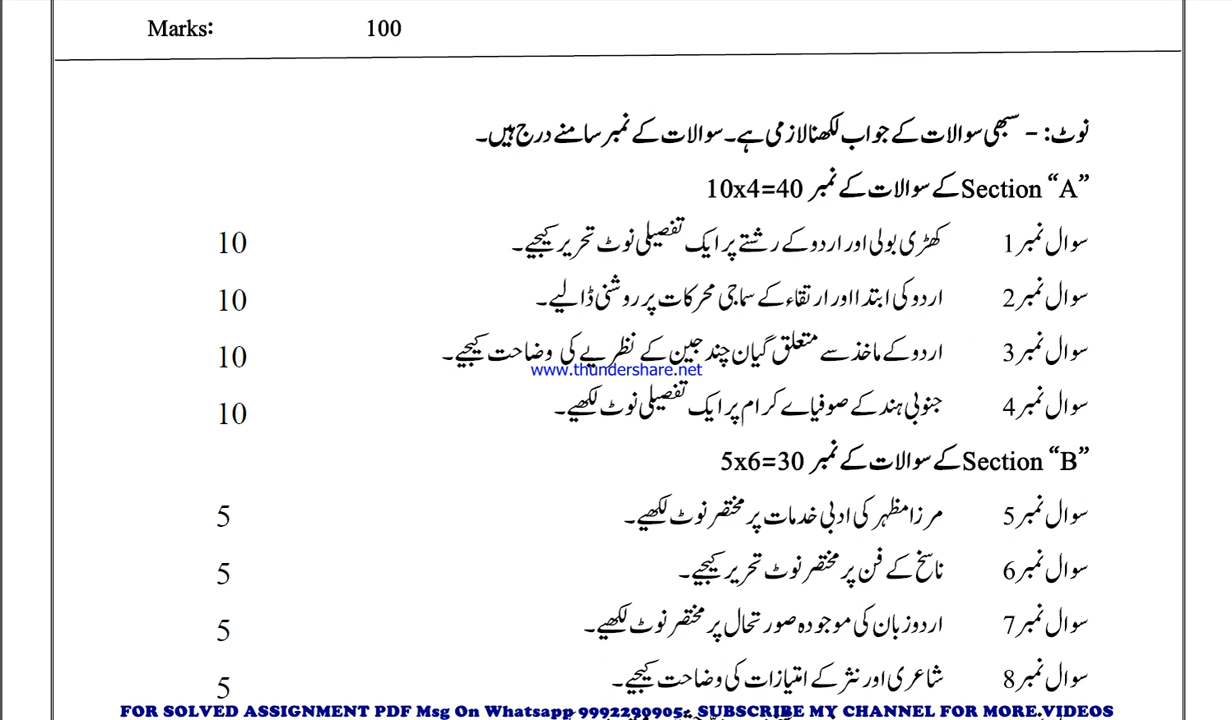 Marks: 100
نوٹ: - سبھی سوالات کے جواب لکھنا لازمی ہے۔ سوالات کے نمبر سامنے درج ہیں۔
Section “A” کے سوالات کے نمبر 10x4=40
سوال نمبر 1 کھڑی بولی اور اردو کے رشتے پر ایک تفصیلی نوٹ تحریر کیجیے۔ 10
سوال نمبر 2 اردو کی ابتدا اور ارتقاء کے سماجی محرکات پر روشنی ڈالیے۔ 10
سوال نمبر 3 اردو کے ماخذ سے متعلق گیان چند جین کے نظریے کی وضاحت کیجیے۔ 10
www.thundershare.net
سوال نمبر 4 جنوبی ہند کے صوفیاے کرام پر ایک تفصیلی نوٹ لکھیے۔ 10
Section “B” کے سوالات کے نمبر 5x6=30
سوال نمبر 5 مرزا مظہر کی ادبی خدمات پر مختصر نوٹ لکھیے۔ 5
سوال نمبر 6 ناسخ کے فن پر مختصر نوٹ تحریر کیجیے۔ 5
سوال نمبر 7 اردو زبان کی موجودہ صورتحال پر مختصر نوٹ لکھیے۔ 5
سوال نمبر 8 شاعری اور نثر کے امتیازات کی وضاحت کیجیے۔ 5
FOR SOLVED ASSIGNMENT PDF Msg On Whatsapp 9992290905. SUBSCRIBE MY CHANNEL FOR MORE VIDEOS